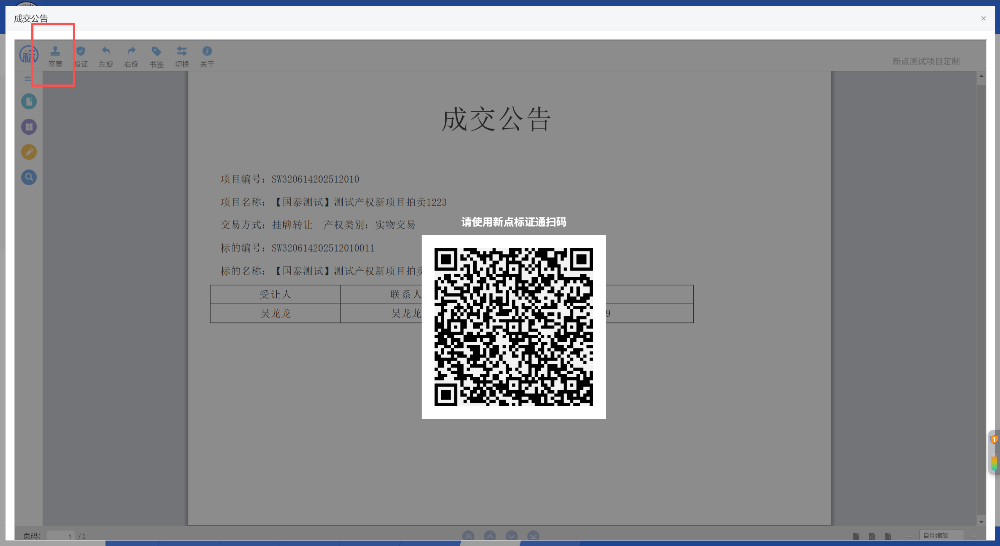 成交公告
×
标
签章
验证
左旋
右旋
书签
切换
关于
新点测试项目定制
成交公告
项目编号：SW320614202512010
项目名称：【国泰测试】测试产权新项目拍卖1223
交易方式：挂牌转让 产权类别：实物交易
标的编号：SW320614202512010011
标的名称：【国泰测试】测试产权新项目拍卖
受让人 联系人
吴龙龙 吴龙龙 9
请使用新点标证通扫码
1
页码： 1 / 1
自动缩放